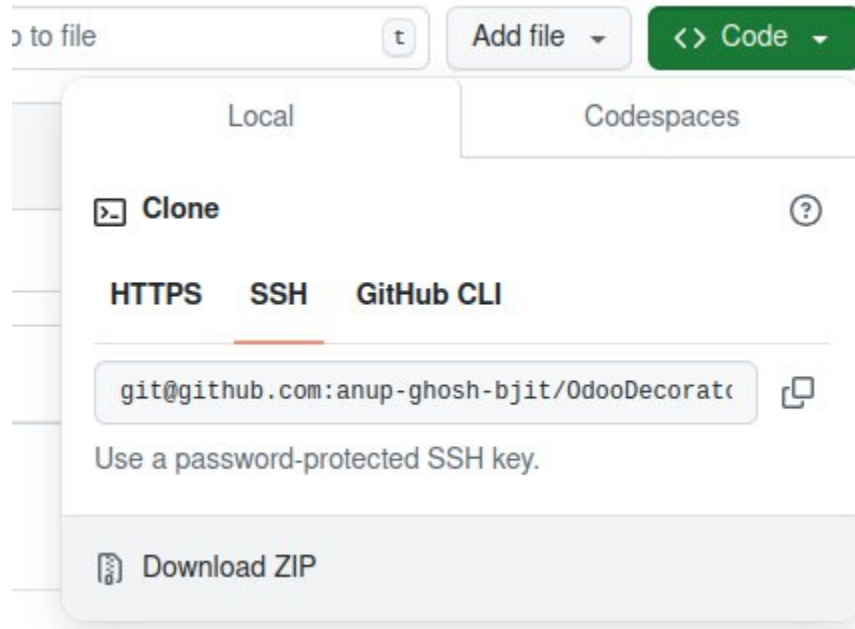 to file t Add file <> Code
Local Codespaces
Clone
HTTPS SSH GitHub CLI
git@github.com:anup-ghosh-bjit/OdooDecorato
Use a password-protected SSH key.
Download ZIP